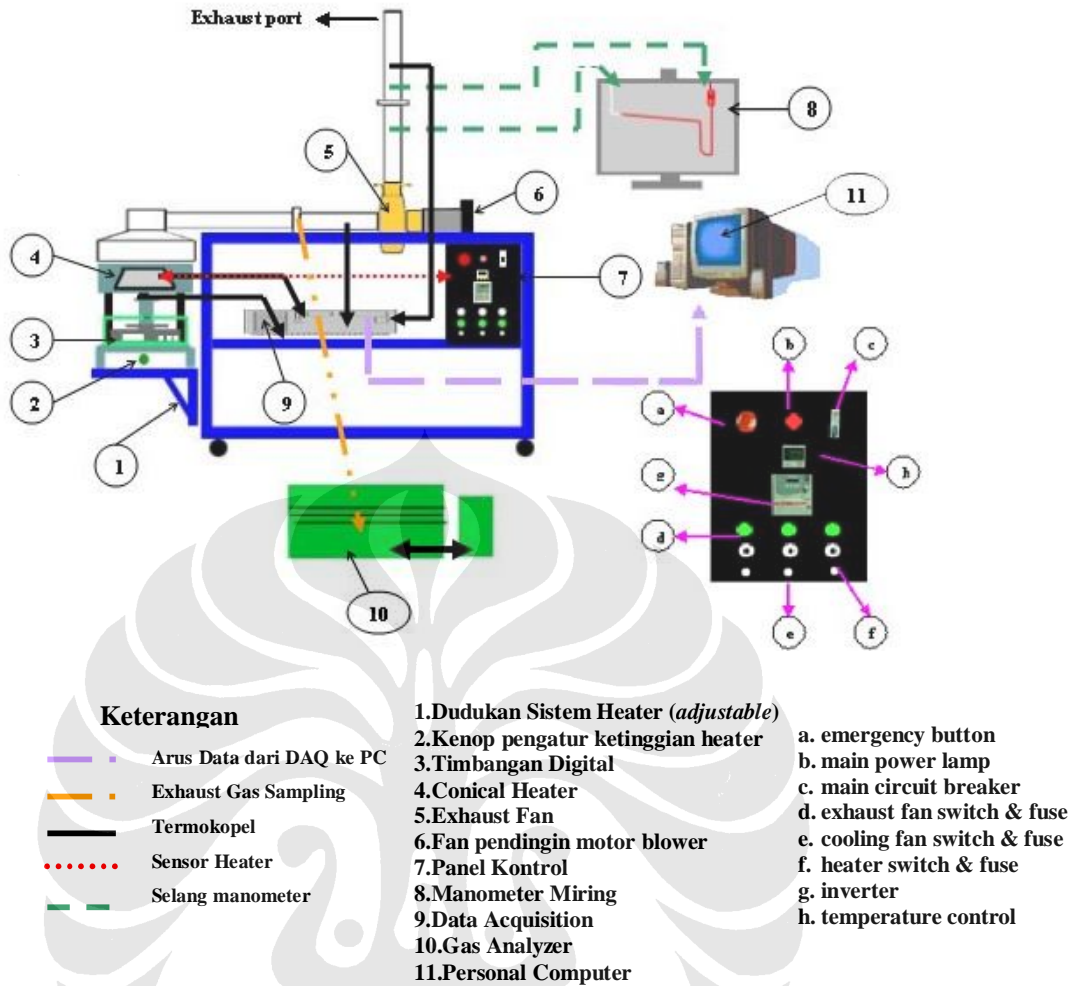 Exhaust port
5
6
8
11
4
7
3
2
9
1
10
b
c
a
h
g
d
e
f
Keterangan
Arus Data dari DAQ ke PC
Exhaust Gas Sampling
Termokopel
Sensor Heater
Selang manometer
1.Dudukan Sistem Heater (adjustable)
2.Kenop pengatur ketinggian heater
3.Timbangan Digital
4.Conical Heater
5.Exhaust Fan
6.Fan pendingin motor blower
7.Panel Kontrol
8.Manometer Miring
9.Data Acquisition
10.Gas Analyzer
11.Personal Computer
a. emergency button
b. main power lamp
c. main circuit breaker
d. exhaust fan switch & fuse
e. cooling fan switch & fuse
f. heater switch & fuse
g. inverter
h. temperature control